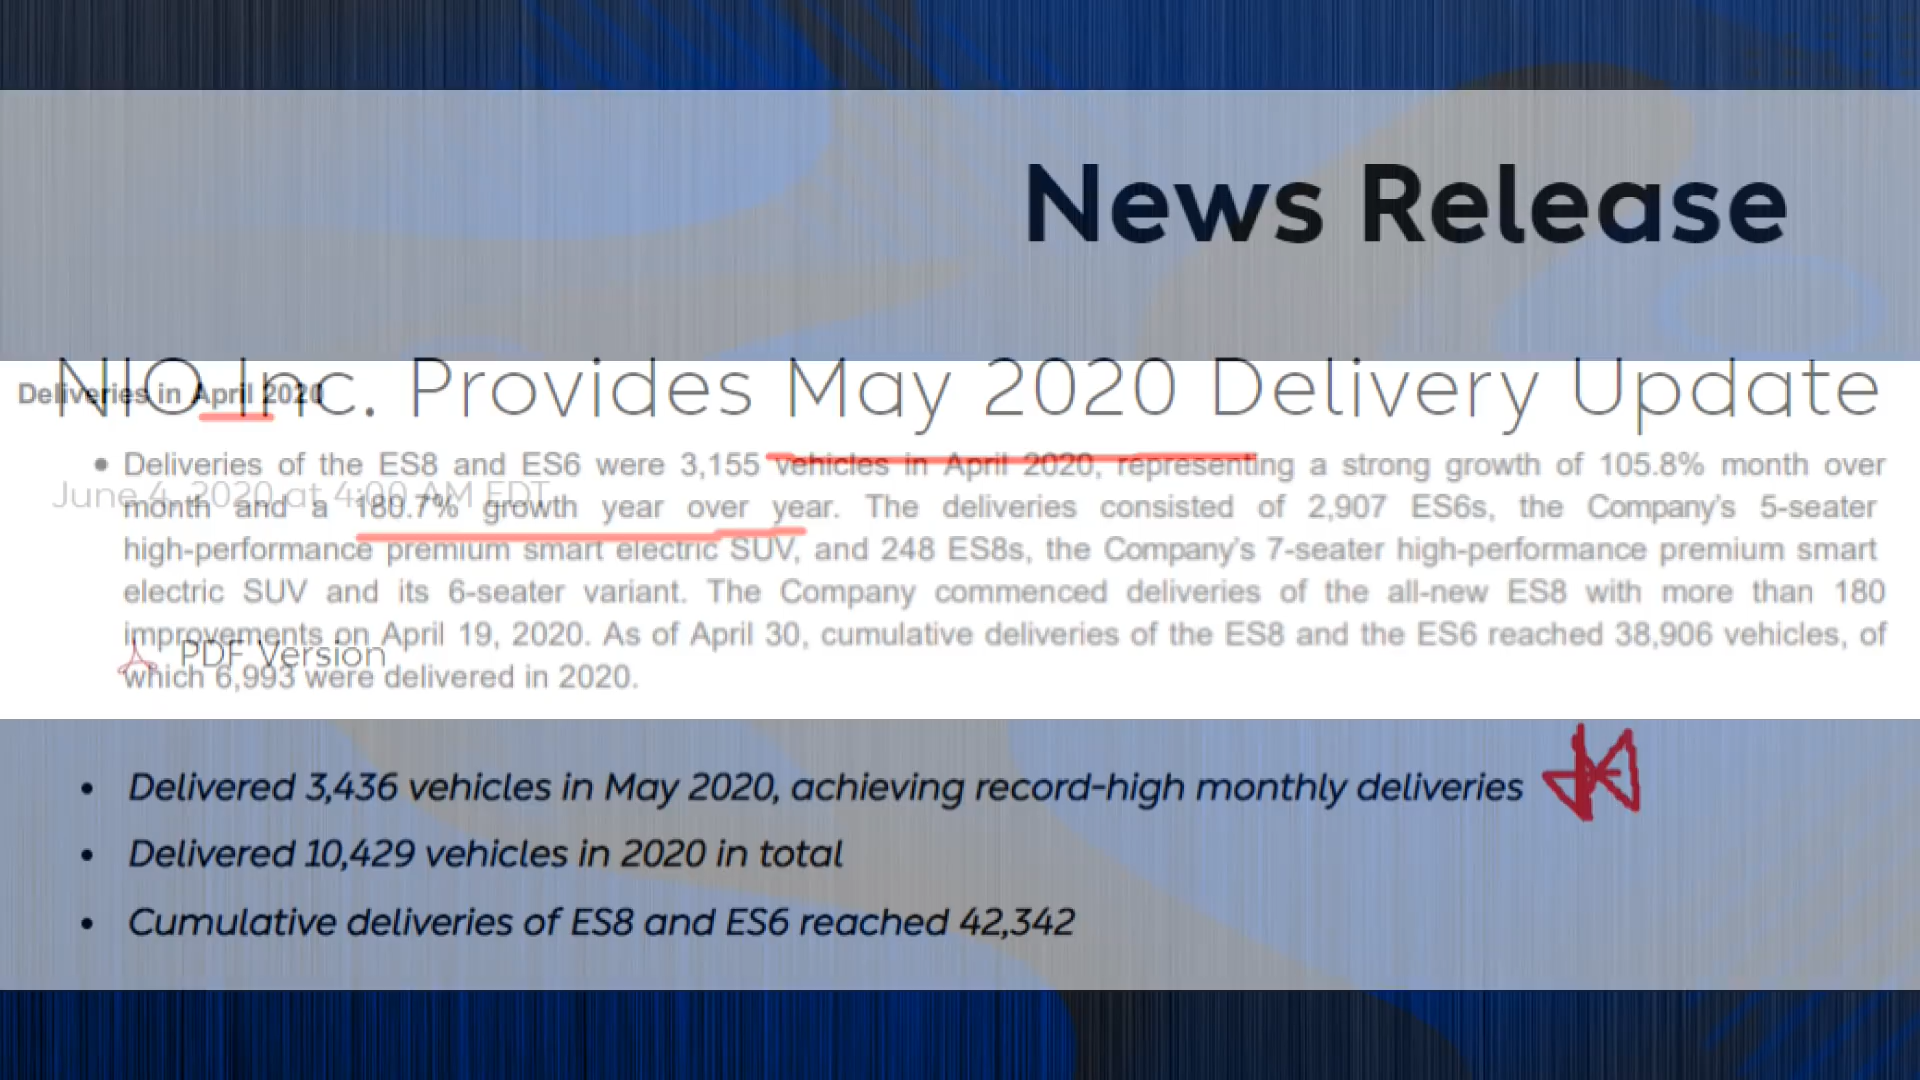 News Release
NIO Inc. Provides May 2020 Delivery Update
Deliveries in April 2020
• Deliveries of the ES8 and ES6 were 3,155 vehicles in April 2020, representing a strong growth of 105.8% month over
June 4, 2020 at 4:00 AM EDT
month and a 180.7% growth year over year. The deliveries consisted of 2,907 ES6s, the Company's 5-seater
high-performance premium smart electric SUV, and 248 ES8s, the Company's 7-seater high-performance premium smart
electric SUV and its 6-seater variant. The Company commenced deliveries of the all-new ES8 with more than 180
improvements on April 19, 2020. As of April 30, cumulative deliveries of the ES8 and the ES6 reached 38,906 vehicles, of
PDF Version
which 6,993 were delivered in 2020.
• Delivered 3,436 vehicles in May 2020, achieving record-high monthly deliveries
• Delivered 10,429 vehicles in 2020 in total
• Cumulative deliveries of ES8 and ES6 reached 42,342